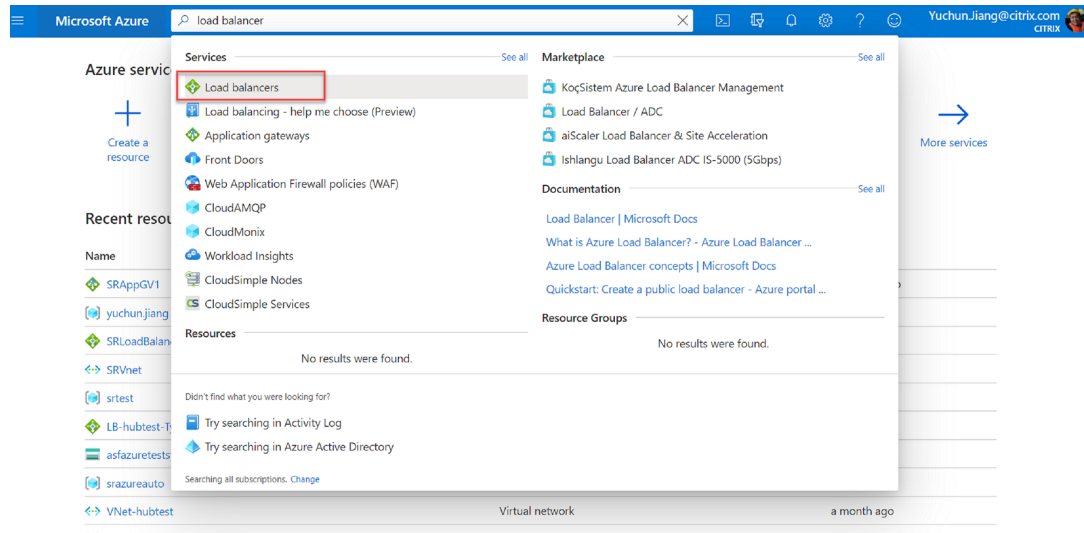 Microsoft Azure
load balancer
Yuchun.Jiang@citrix.com
CITRIX
Azure servic
Create a
resource
More services
Services
See all
Load balancers
Load balancing - help me choose (Preview)
Application gateways
Front Doors
Web Application Firewall policies (WAF)
CloudAMQP
CloudMonix
Workload Insights
CloudSimple Nodes
CS CloudSimple Services
Resources
No results were found.
Marketplace
See all
KoçSistem Azure Load Balancer Management
Load Balancer / ADC
aiScaler Load Balancer & Site Acceleration
Ishlangu Load Balancer ADC IS-5000 (5Gbps)
Documentation
See all
Load Balancer | Microsoft Docs
What is Azure Load Balancer? - Azure Load Balancer ...
Azure Load Balancer concepts | Microsoft Docs
Quickstart: Create a public load balancer - Azure portal ...
Resource Groups
No results were found.
Didn't find what you were looking for?
Try searching in Activity Log
Try searching in Azure Active Directory
Searching all subscriptions. Change
Recent resou
Name
SRAppGV1
yuchun.jiang
SRLoadBalan
SRVnet
srtest
LB-hubtest-Ty
asfazuretests
srazureauto
VNet-hubtest
Virtual network
a month ago